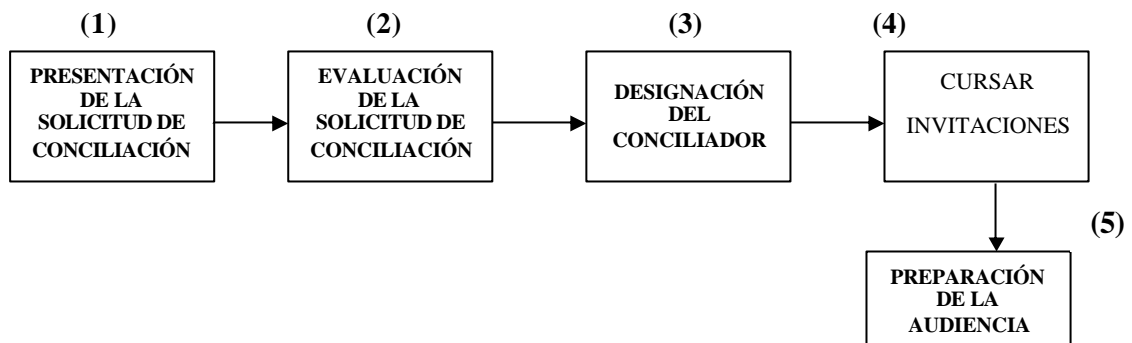 (1)
PRESENTACIÓN
DE LA
SOLICITUD DE
CONCILIACIÓN
(2)
EVALUACIÓN
DE LA
SOLICITUD DE
CONCILIACIÓN
(3)
DESIGNACIÓN
DEL
CONCILIADOR
(4)
CURSAR
INVITACIONES
(5)
PREPARACIÓN
DE LA
AUDIENCIA